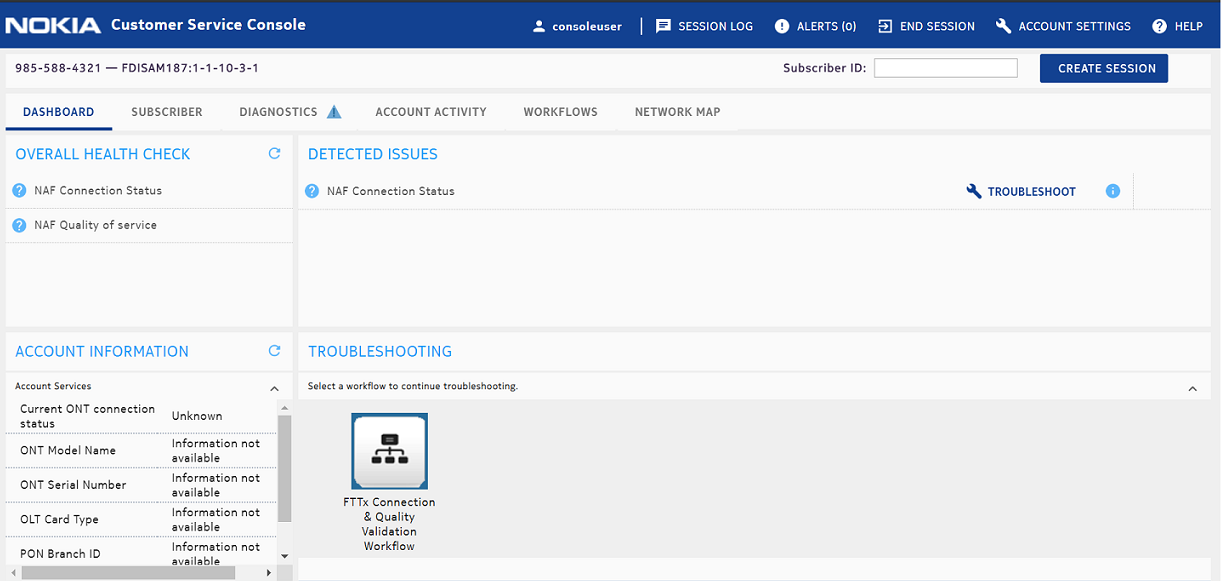 NOKIA Customer Service Console
consoleuser
SESSION LOG
ALERTS (0)
END SESSION
ACCOUNT SETTINGS
HELP
985-588-4321 — FDISAM187:1-1-10-3-1
Subscriber ID:
CREATE SESSION
DASHBOARD
SUBSCRIBER
DIAGNOSTICS
ACCOUNT ACTIVITY
WORKFLOWS
NETWORK MAP
OVERALL HEALTH CHECK
NAF Connection Status
NAF Quality of service
DETECTED ISSUES
NAF Connection Status
TROUBLESHOOT
ACCOUNT INFORMATION
Account Services
Current ONT connection
status
Unknown
ONT Model Name
Information not
available
ONT Serial Number
Information not
available
OLT Card Type
Information not
available
PON Branch ID
Information not
available
TROUBLESHOOTING
Select a workflow to continue troubleshooting.
FTTx Connection
& Quality
Validation
Workflow